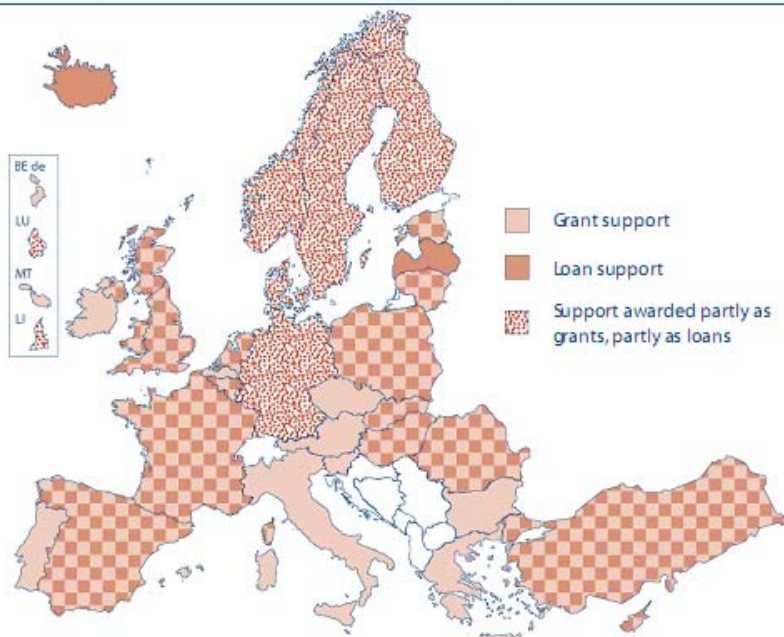 BE de
LU
MT
LI
Grant support
Loan support
Support awarded partly as
grants, partly as loans